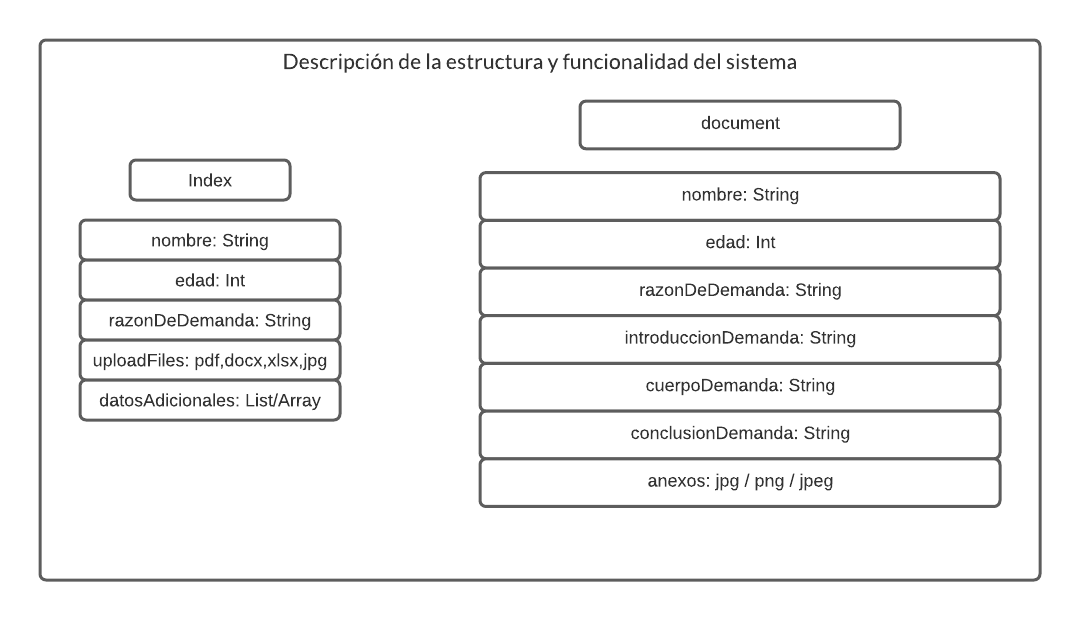 Descripción de la estructura y funcionalidad del sistema
Index
nombre: String
edad: Int
razonDeDemanda: String
uploadFiles: pdf,docx,xlsx,jpg
datosAdicionales: List/Array
document
nombre: String
edad: Int
razonDeDemanda: String
introduccionDemanda: String
cuerpoDemanda: String
conclusionDemanda: String
anexos: jpg / png / jpeg